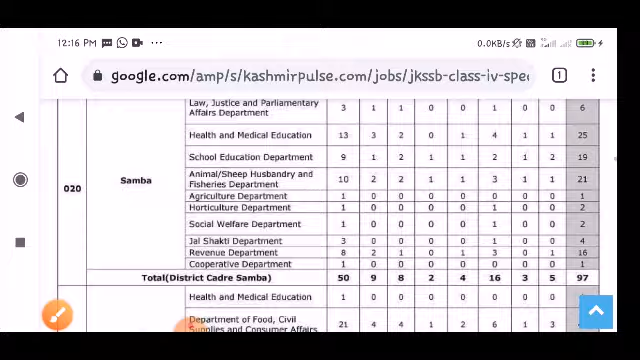 12:16 PM ...
0.0KB/s
google.com/amp/s/kashmirpulse.com/jobs/jkssb-class-iv-spec
1
Law, Justice and Parliamentary
Affairs Department 3 1 1 0 0 1 0 0 6
Health and Medical Education 13 3 2 0 1 4 1 1 25
School Education Department 9 1 2 1 1 2 1 2 19
Animal/Sheep Husbandry and
Fisheries Department 10 2 2 1 1 3 1 1 21
020 Samba
Agriculture Department 1 0 0 0 0 0 0 0 1
Horticulture Department 1 0 0 0 0 1 0 0 2
Social Welfare Department 1 0 0 0 0 1 0 0 2
Jal Shakti Department 3 0 0 0 0 1 0 0 4
Revenue Department 8 2 1 0 1 3 0 1 16
Cooperative Department 1 0 0 0 0 0 0 0 1
Total(District Cadre Samba) 50 9 8 2 4 16 3 5 97
Health and Medical Education 1 0 0 0 0 0 0 0
Department of Food, Civil
Supplies and Consumer Affairs 21 4 4 1 2 6 1 3